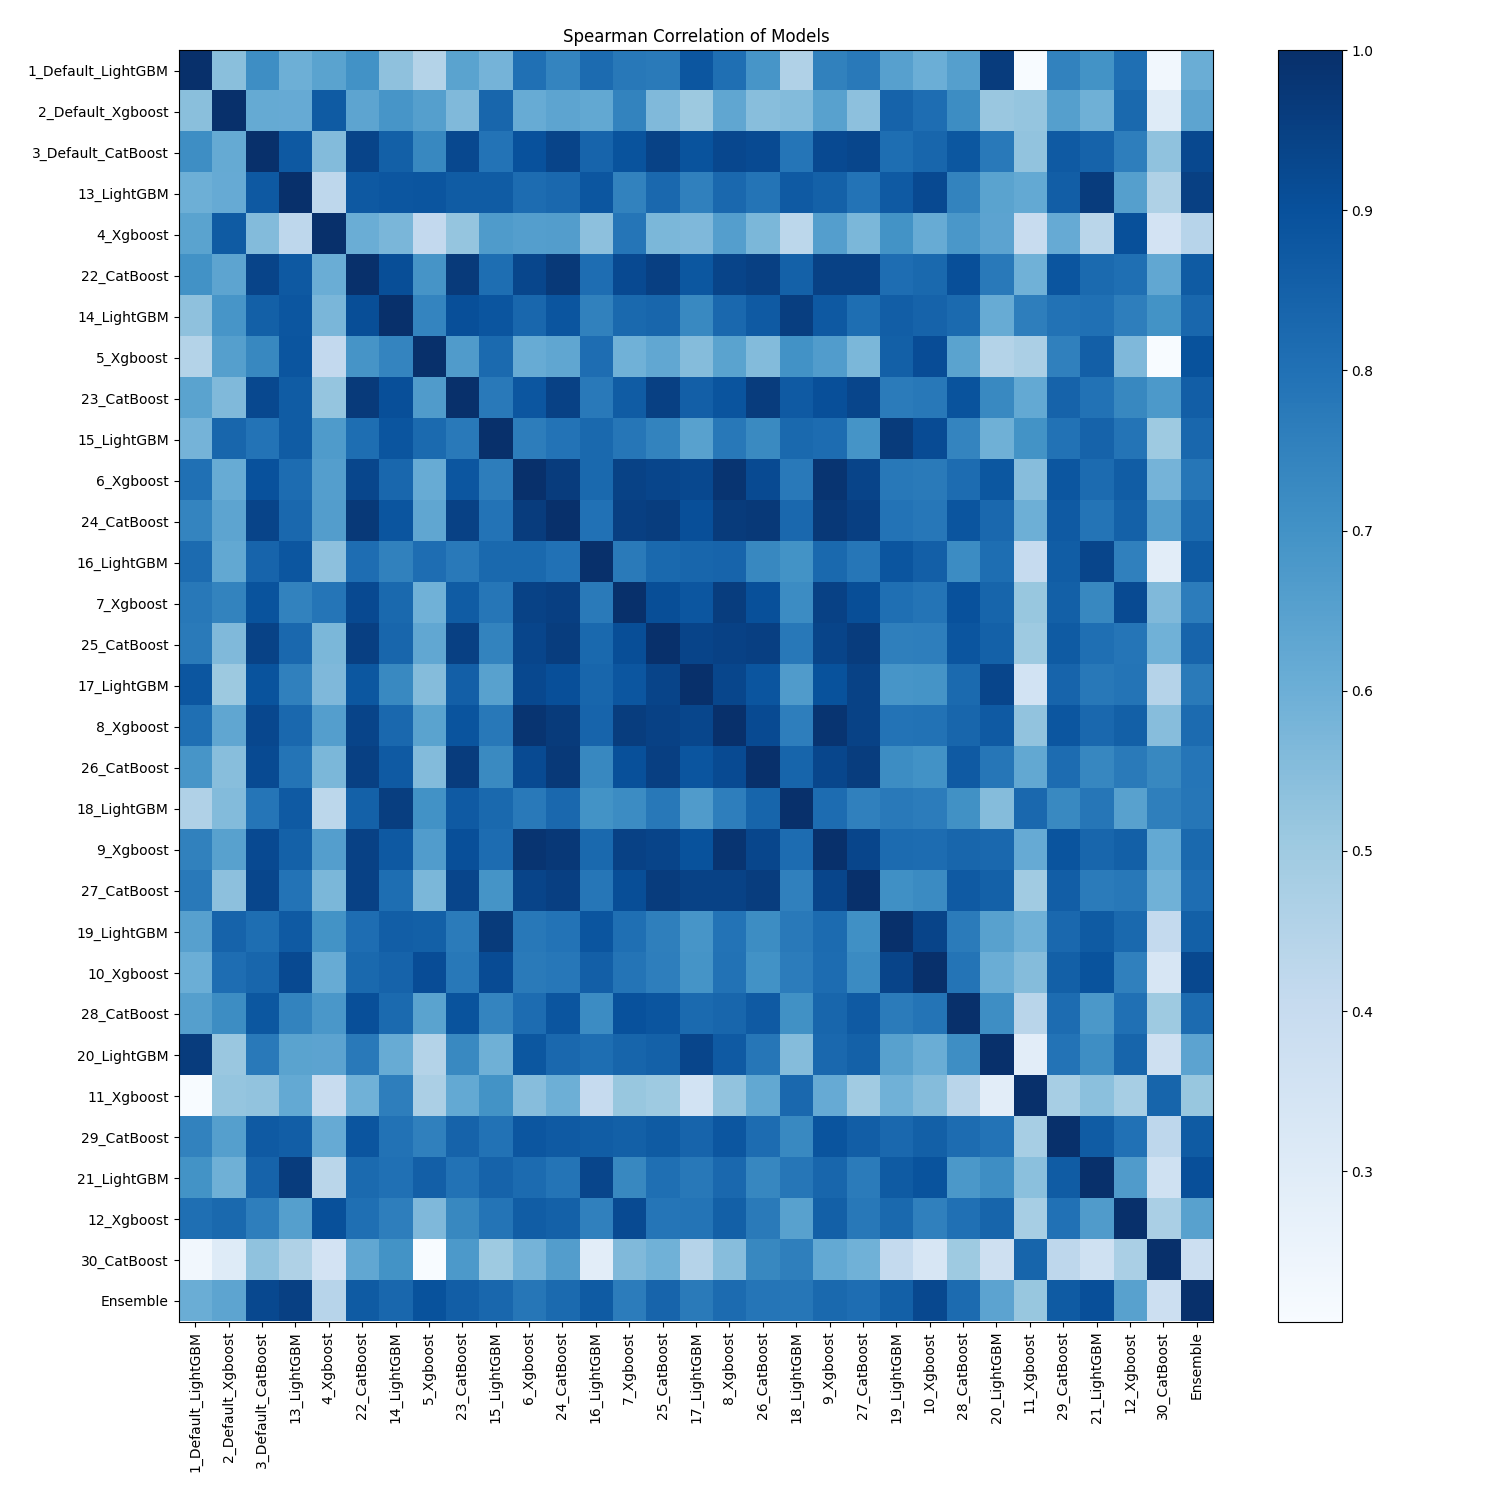 Spearman Correlation of Models
1_Default_LightGBM
2_Default_Xgboost
3_Default_CatBoost
13_LightGBM
4_Xgboost
22_CatBoost
14_LightGBM
5_Xgboost
23_CatBoost
15_LightGBM
6_Xgboost
24_CatBoost
16_LightGBM
7_Xgboost
25_CatBoost
17_LightGBM
8_Xgboost
26_CatBoost
18_LightGBM
9_Xgboost
27_CatBoost
19_LightGBM
10_Xgboost
28_CatBoost
20_LightGBM
11_Xgboost
29_CatBoost
21_LightGBM
12_Xgboost
30_CatBoost
Ensemble
1_Default_LightGBM
2_Default_Xgboost
3_Default_CatBoost
13_LightGBM
4_Xgboost
22_CatBoost
14_LightGBM
5_Xgboost
23_CatBoost
15_LightGBM
6_Xgboost
24_CatBoost
16_LightGBM
7_Xgboost
25_CatBoost
17_LightGBM
8_Xgboost
26_CatBoost
18_LightGBM
9_Xgboost
27_CatBoost
19_LightGBM
10_Xgboost
28_CatBoost
20_LightGBM
11_Xgboost
29_CatBoost
21_LightGBM
12_Xgboost
30_CatBoost
Ensemble
1.0
0.9
0.8
0.7
0.6
0.5
0.4
0.3